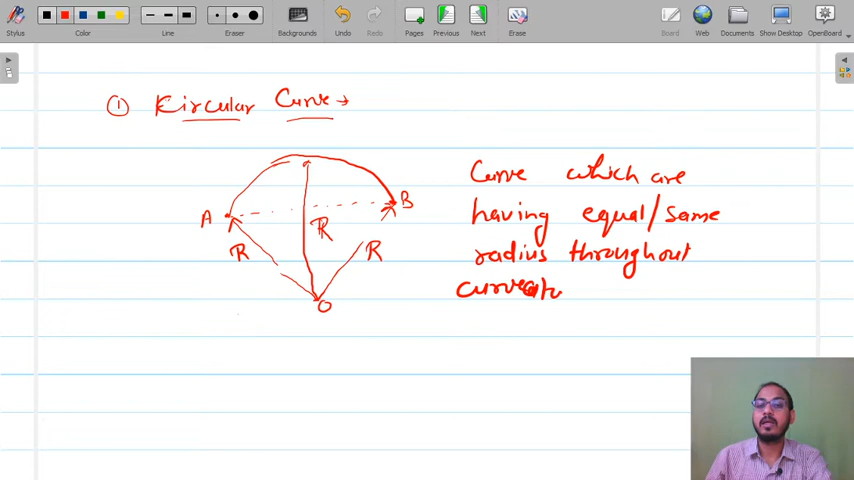 Stylus
Color
Line
Eraser
Backgrounds
Undo
Redo
Pages
Previous
Next
Erase
Board
Web
Documents
Show Desktop
OpenBoard
① Circular Curve →
A
B
R
R
R
O
Curve which are
having equal/same
radius throughout